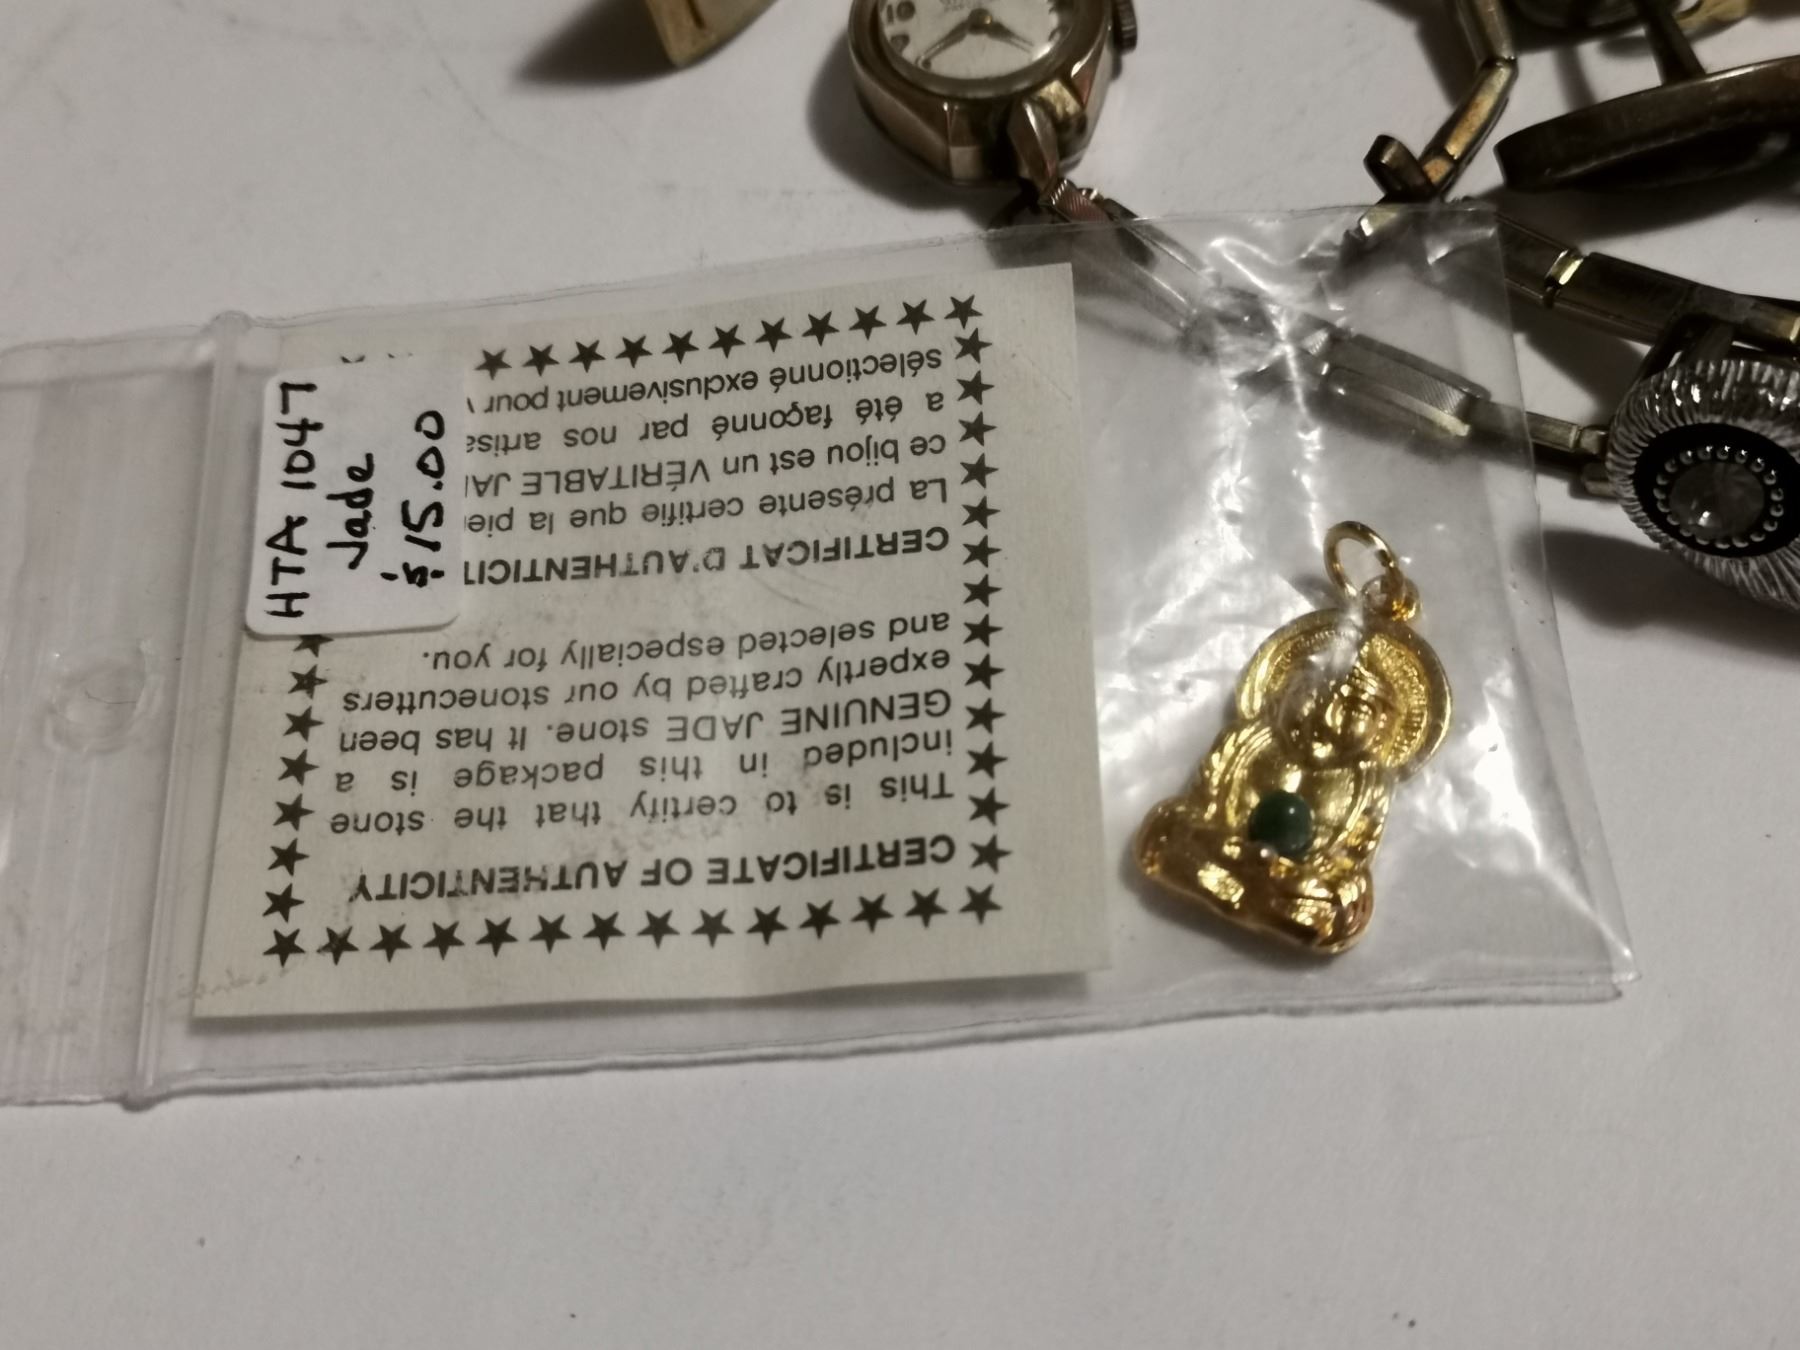 HTA 1047
Jade
$15.00
CERTIFICATE OF AUTHENTICITY
This is to certify that the stone
included in this package is a
GENUINE JADE stone. It has been
expertly crafted by our stonecutters
and selected especially for you.
CERTIFICAT D'AUTHENTICIT
La présente certifie que la pie
ce bijou est un VÉRITABLE JA
a été façonné par nos artis
sélectionné exclusivement pour
10